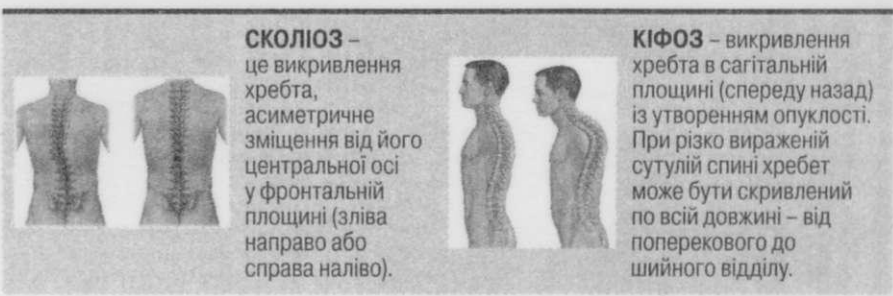 СКОЛІОЗ –
це викривлення
хребта,
асиметричне
зміщення від його
центральної осі
у фронтальній
площині (зліва
направо або
справа наліво).
КІФОЗ – викривлення
хребта в сагітальній
площині (спереду назад)
із утворенням опуклості.
При різко вираженій
сутулій спині хребет
може бути скривлений
по всій довжині – від
поперекового до
шийного відділу.